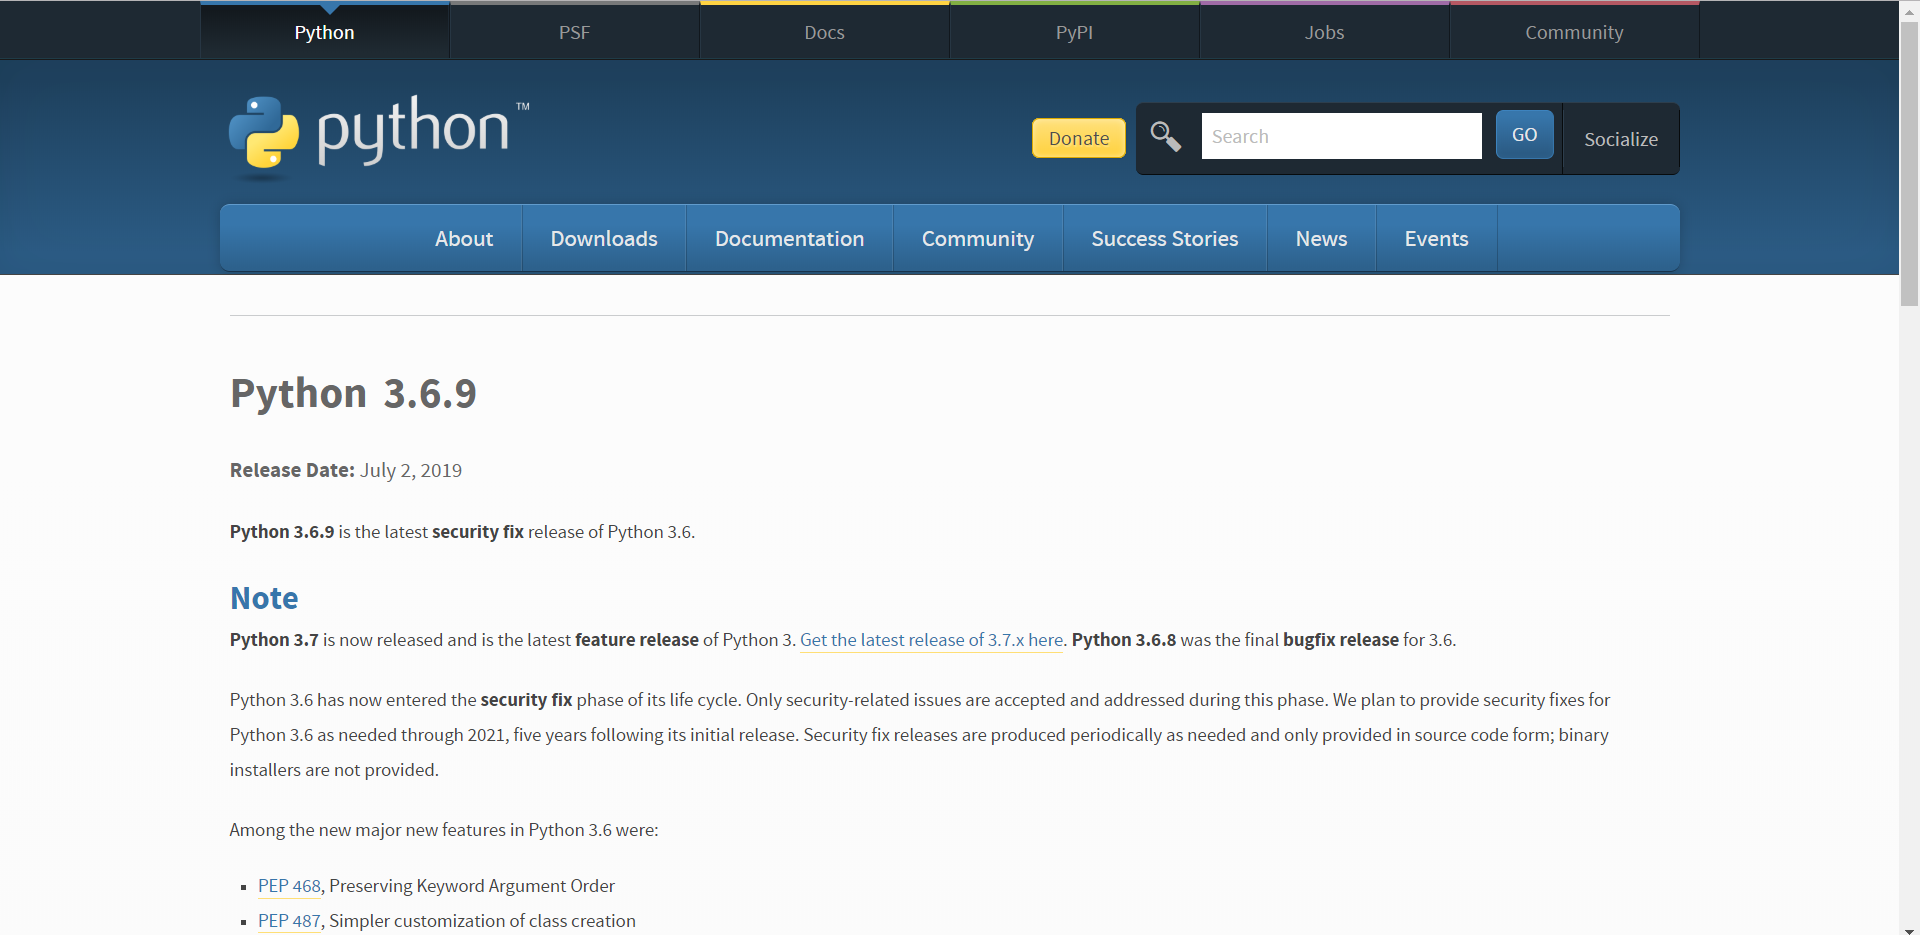 Python PSF Docs PyPI Jobs Community
python™
Donate Search GO Socialize
About Downloads Documentation Community Success Stories News Events
Python 3.6.9
Release Date: July 2, 2019
Python 3.6.9 is the latest security fix release of Python 3.6.
Note
Python 3.7 is now released and is the latest feature release of Python 3. Get the latest release of 3.7.x here. Python 3.6.8 was the final bugfix release for 3.6.
Python 3.6 has now entered the security fix phase of its life cycle. Only security-related issues are accepted and addressed during this phase. We plan to provide security fixes for
Python 3.6 as needed through 2021, five years following its initial release. Security fix releases are produced periodically as needed and only provided in source code form; binary
installers are not provided.
Among the new major new features in Python 3.6 were:
▪ PEP 468, Preserving Keyword Argument Order
▪ PEP 487, Simpler customization of class creation